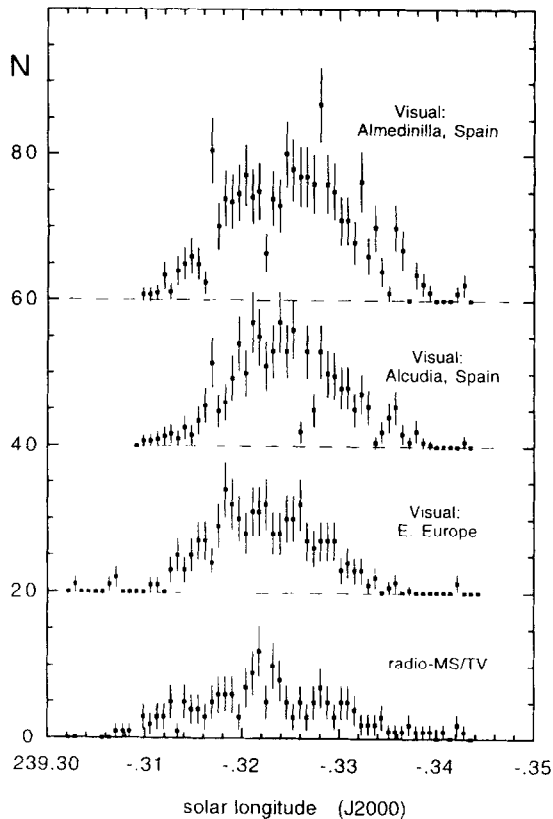 N
Visual:
Almedinilla, Spain
80
60
Visual:
Alcudia, Spain
40
Visual:
E. Europe
20
radio-MS/TV
0
239.30 -.31 -.32 -.33 -.34 -.35
solar longitude (J2000)